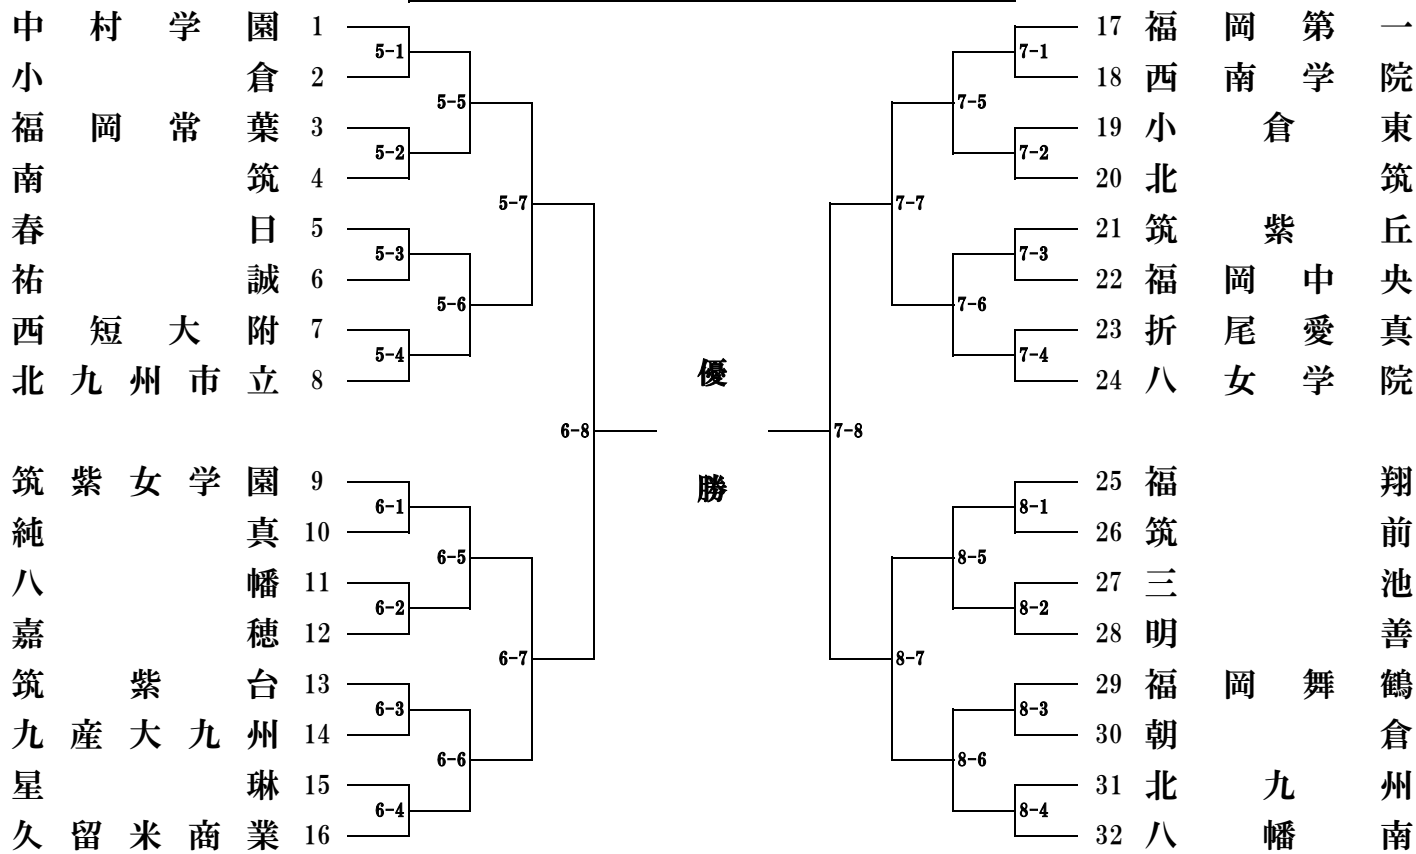 中村学園 1
小倉 2
福岡常葉 3
南筑 4
春日 5
祐誠 6
西短大附 7
北九州市立 8
筑紫女学園 9
純真 10
八幡 11
嘉穂 12
筑紫台 13
九産大九州 14
星琳 15
久留米商業 16
5-1
5-2
5-3
5-4
5-5
5-6
5-7
6-1
6-2
6-3
6-4
6-5
6-6
6-7
6-8
優
勝
7-8
7-7
7-5
7-6
7-1
7-2
7-3
7-4
8-7
8-5
8-6
8-1
8-2
8-3
8-4
17 福岡第一
18 西南学院
19 小倉東
20 北筑
21 筑紫丘
22 福岡中央
23 折尾愛真
24 八女学院
25 福翔
26 筑前
27 三池
28 明善
29 福岡舞鶴
30 朝倉
31 北九州
32 八幡南